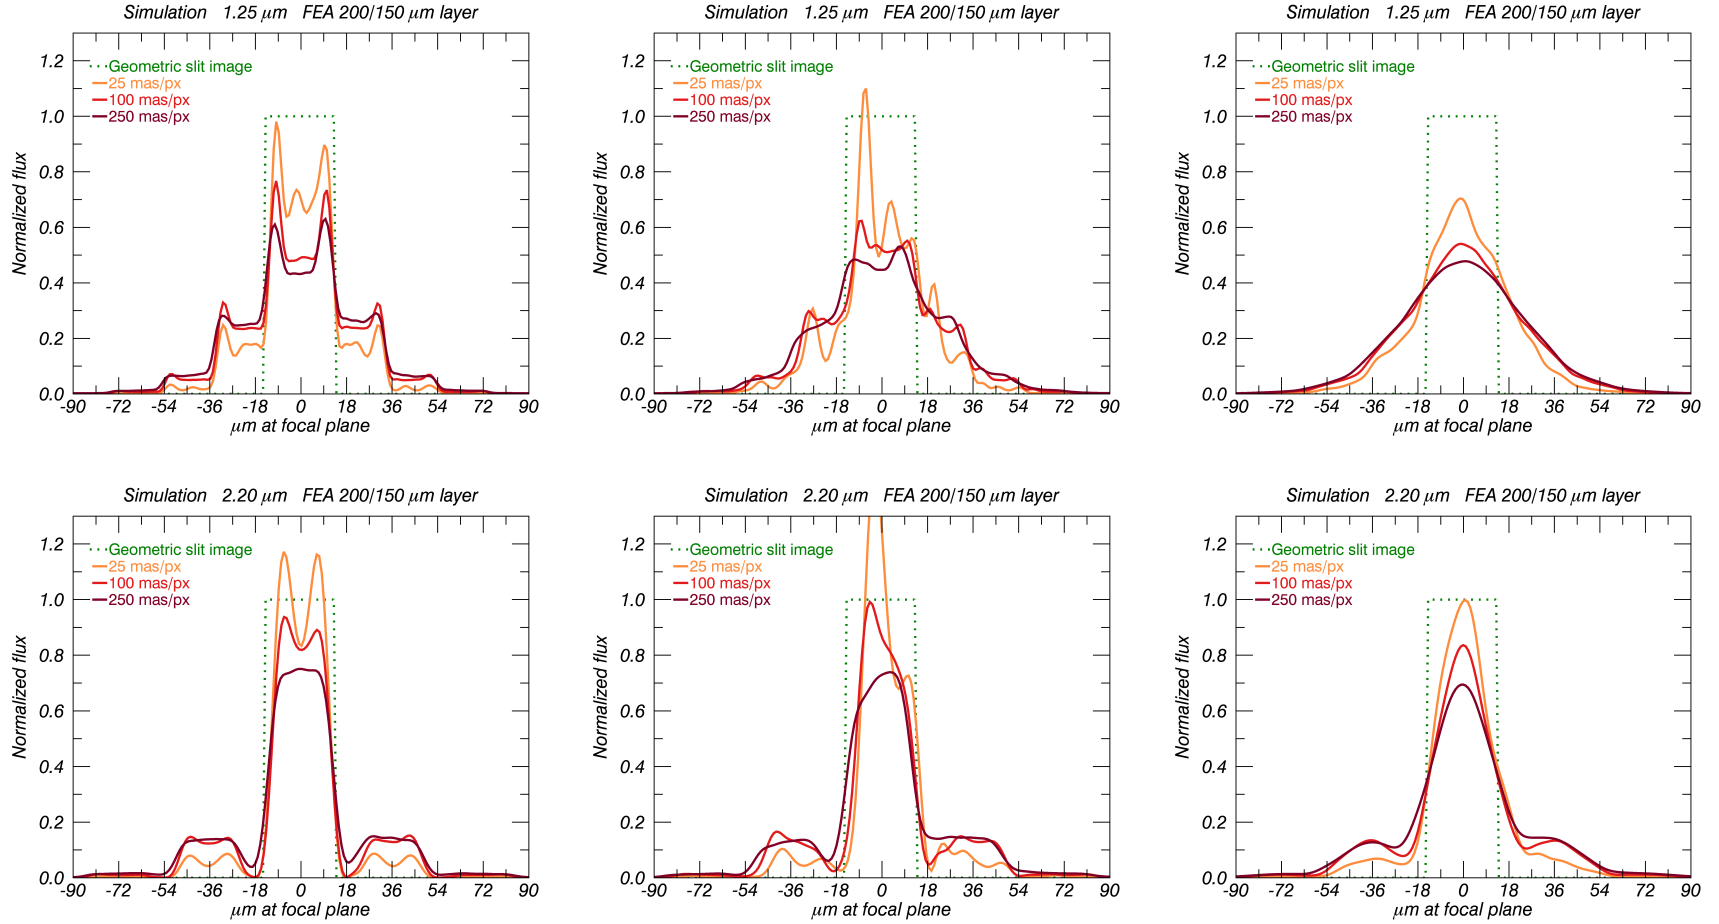 Simulation 1.25 μm FEA 200/150 μm layer
Normalized flux
1.2
1.0
0.8
0.6
0.4
0.2
0.0
Geometric slit image
25 mas/px
100 mas/px
250 mas/px
-90 -72 -54 -36 -18 0 18 36 54 72 90
μm at focal plane
Simulation 1.25 μm FEA 200/150 μm layer
Normalized flux
1.2
1.0
0.8
0.6
0.4
0.2
0.0
Geometric slit image
25 mas/px
100 mas/px
250 mas/px
-90 -72 -54 -36 -18 0 18 36 54 72 90
μm at focal plane
Simulation 1.25 μm FEA 200/150 μm layer
Normalized flux
1.2
1.0
0.8
0.6
0.4
0.2
0.0
Geometric slit image
25 mas/px
100 mas/px
250 mas/px
-90 -72 -54 -36 -18 0 18 36 54 72 90
μm at focal plane
Simulation 2.20 μm FEA 200/150 μm layer
Normalized flux
1.2
1.0
0.8
0.6
0.4
0.2
0.0
Geometric slit image
25 mas/px
100 mas/px
250 mas/px
-90 -72 -54 -36 -18 0 18 36 54 72 90
μm at focal plane
Simulation 2.20 μm FEA 200/150 μm layer
Normalized flux
1.2
1.0
0.8
0.6
0.4
0.2
0.0
Geometric slit image
25 mas/px
100 mas/px
250 mas/px
-90 -72 -54 -36 -18 0 18 36 54 72 90
μm at focal plane
Simulation 2.20 μm FEA 200/150 μm layer
Normalized flux
1.2
1.0
0.8
0.6
0.4
0.2
0.0
Geometric slit image
25 mas/px
100 mas/px
250 mas/px
-90 -72 -54 -36 -18 0 18 36 54 72 90
μm at focal plane